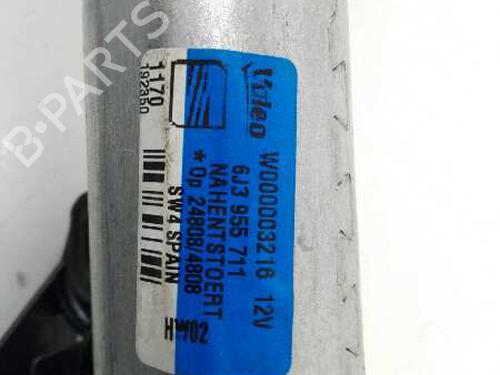 B-PARTS
Valeo W000003216 12V
6J3 955 711
NAHENTSTOERT
* Op 24808/4808
SW4 SPAIN
HW02
1170
192350